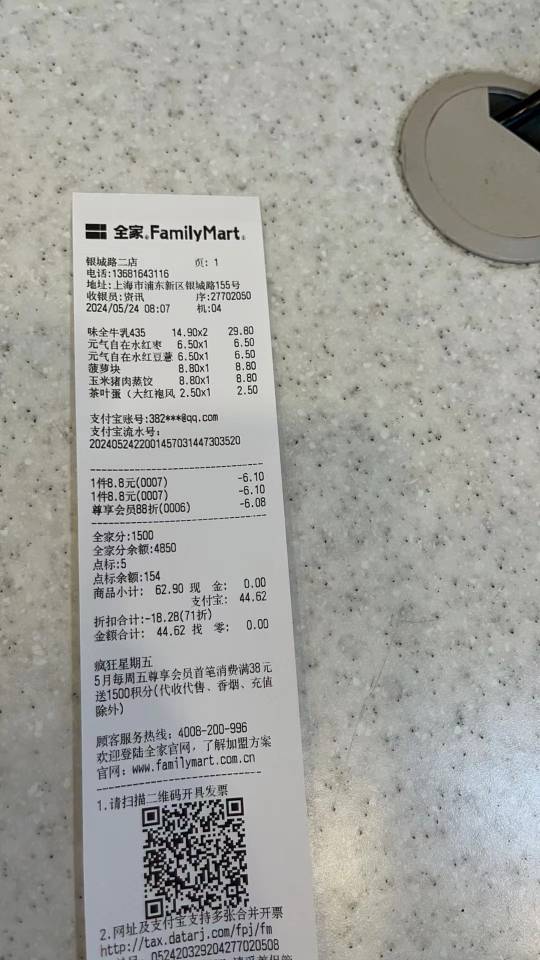 全家 FamilyMart
银城路二店 页: 1
电话:13681643116
地址:上海市浦东新区银城路155号
收银员:资讯 序:27702050
2024/05/24 08:07 机:04
味全牛乳435 14.90x2 29.80
元气自在水红枣 6.50x1 6.50
元气自在水红豆薏 6.50x1 6.50
菠萝块 8.80x1 8.80
玉米猪肉蒸饺 8.80x1 8.80
茶叶蛋（大红袍风 2.50x1 2.50
支付宝账号:382***@qq.com
支付宝流水号:
2024052422001457031447303520
1件8.8元(0007) -6.10
1件8.8元(0007) -6.10
尊享会员88折(0006) -6.08
全家分:1500
全家分余额:4850
点标:5
点标余额:154
商品小计: 62.90 现 金: 0.00
支付宝: 44.62
折扣合计:-18.28(71折)
金额合计: 44.62 找 零: 0.00
疯狂星期五
5月每周五尊享会员首笔消费满38元
送1500积分(代收代售、香烟、充值
除外)
顾客服务热线: 4008-200-996
欢迎登陆全家官网，了解加盟方案
官网: www.familymart.com.cn
1.请扫描二维码开具发票
2.网址及支付宝支持多张合并开票
http://tax.datarj.com/fpj/fm
052420329204277020508